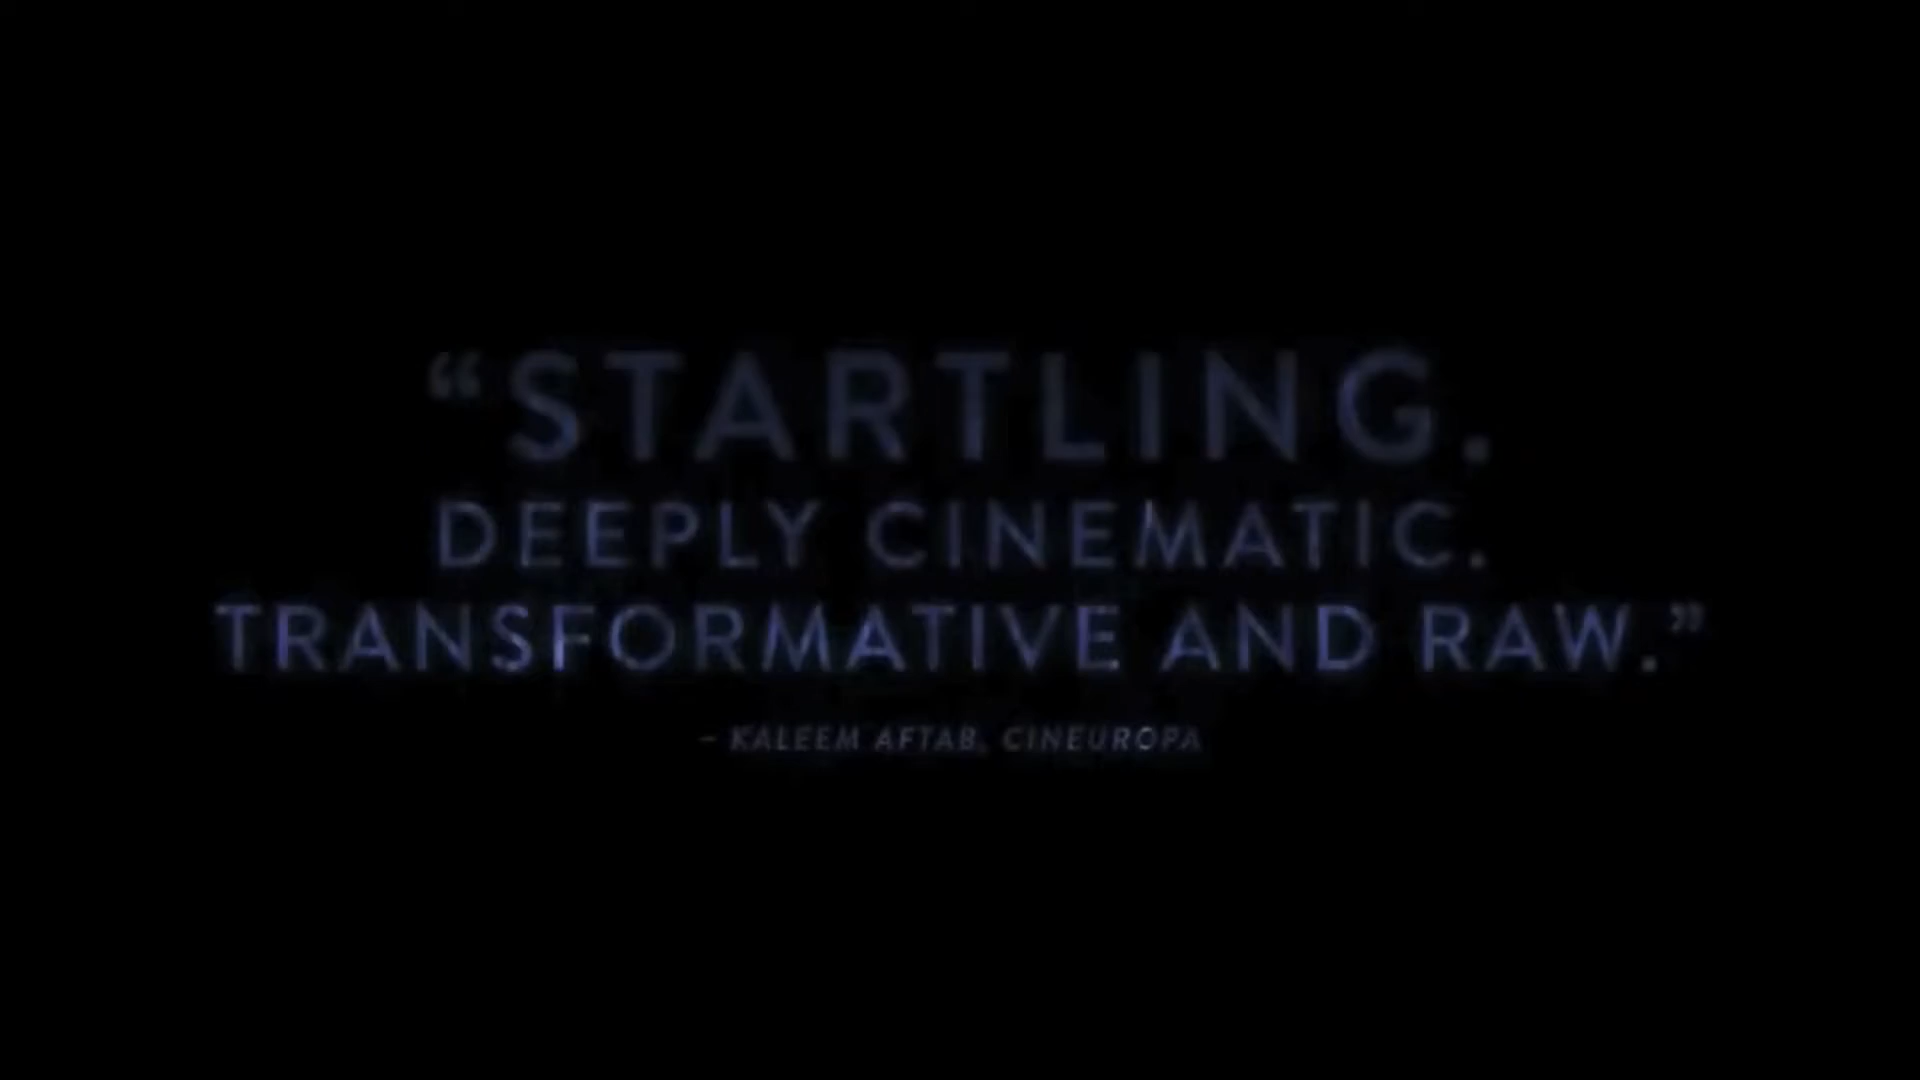 “STARTLING.
DEEPLY CINEMATIC.
TRANSFORMATIVE AND RAW.”
– KALEEM AFTAB, CINEUROPA